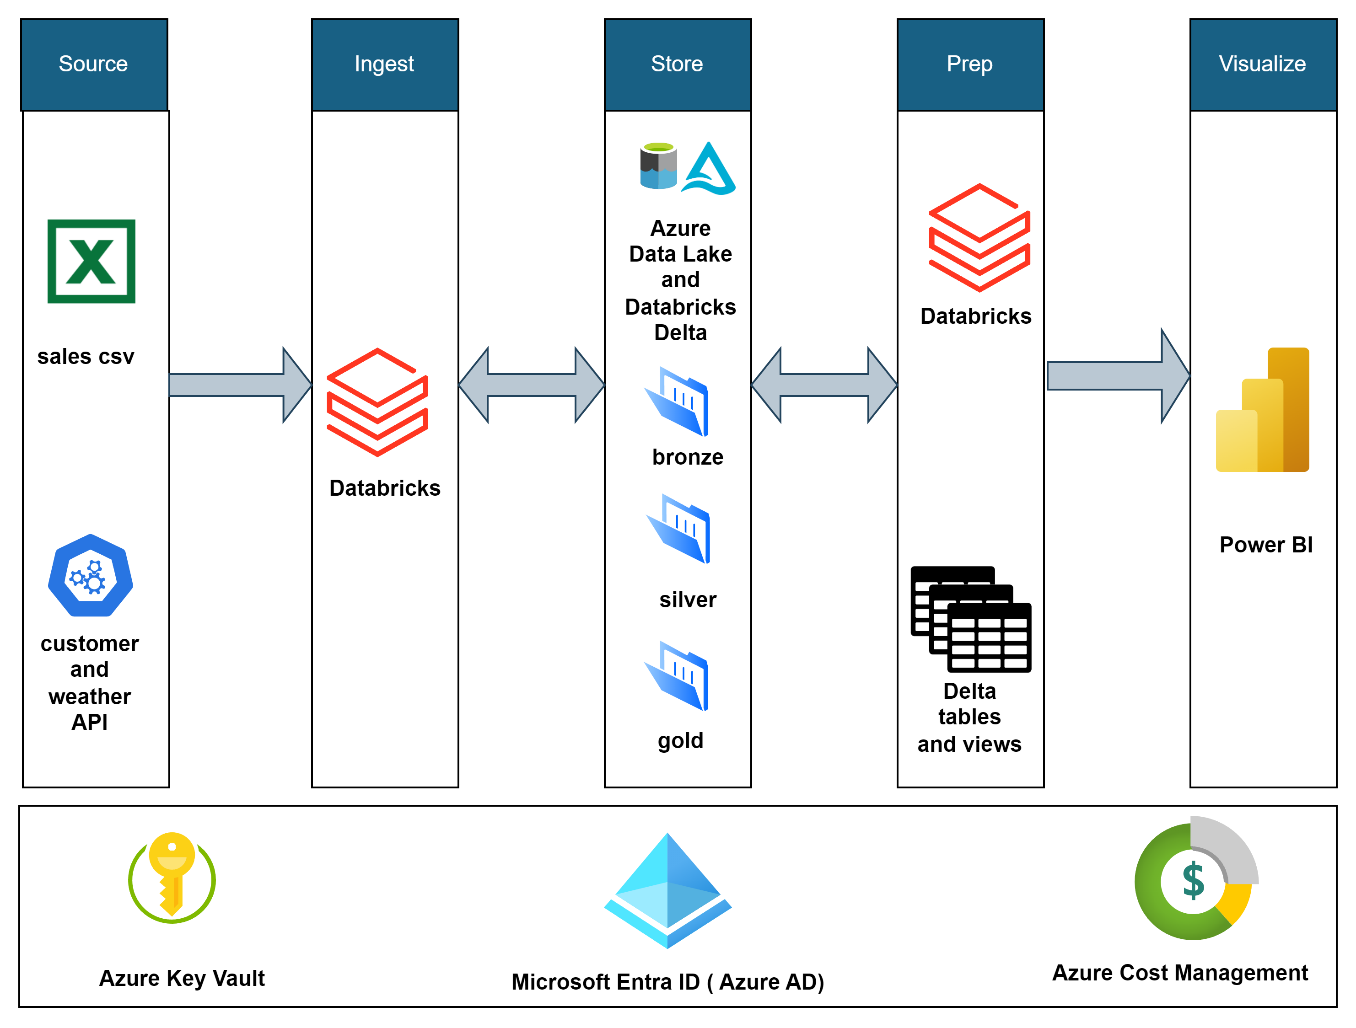 Source
Ingest
Store
Prep
Visualize
sales csv
customer
and
weather
API
Databricks
Azure
Data Lake
and
Databricks
Delta
bronze
silver
gold
Databricks
Delta
tables
and views
Power BI
$
Azure Key Vault
Microsoft Entra ID ( Azure AD)
Azure Cost Management